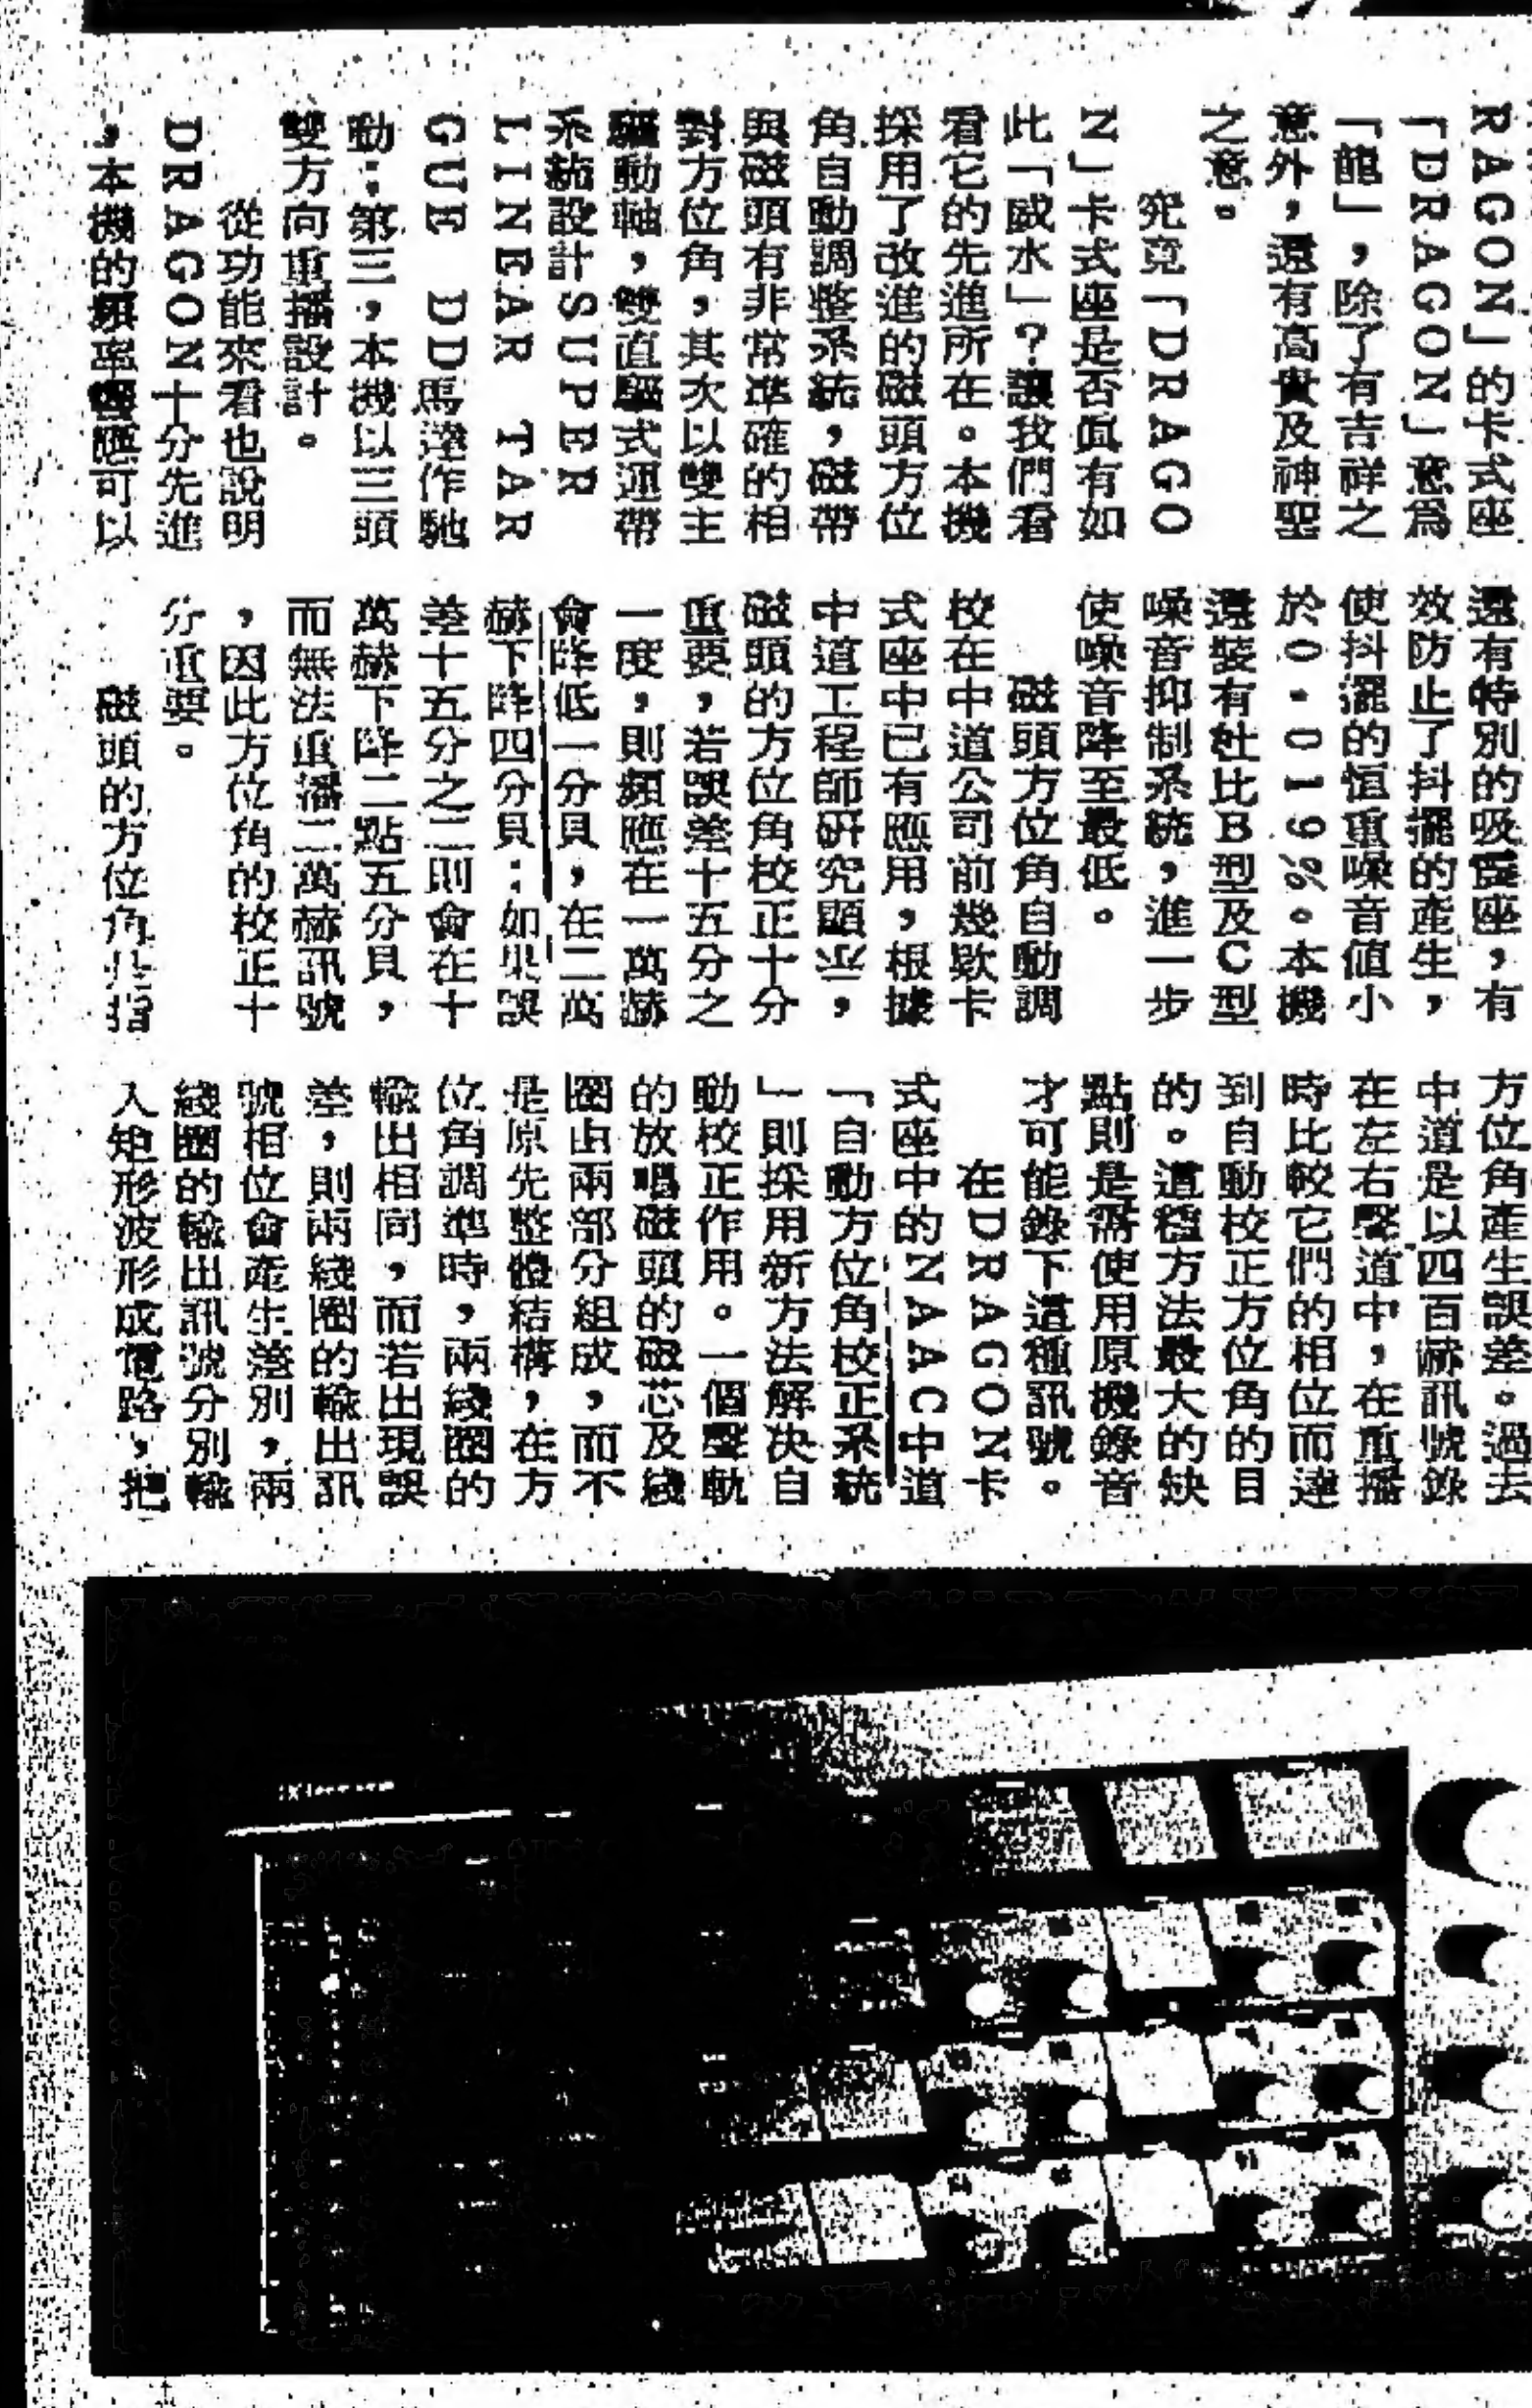 RAGON」的卡式座
「DRAGON」意爲
「龍」，除了有吉祥之
意外，還有高貴及神聖
之意。
究竟「DRAGO
N」卡式座是否眞有如
此「威水」？讓我們看
看它的先進所在。本機
採用了改進的磁頭方位
角自動調整系統，磁帶
與磁頭有非常準確的相
對方位角，其次以雙主
驅動軸，雙直驅式運帶
系統設計SUPER
LINEAR TAR
GUE DD馬達作馳
動；第三，本機以三頭
雙方向重播設計。
從功能來看也說明
DRAGON十分先進
，本機的頻率響應可以
還有特別的吸震座，有
效防止了抖擺的產生，
使抖擺的恒重噪音値小
於0.019%。本機
還裝有杜比B型及C型
噪音抑制系統，進一步
使噪音降至最低。
磁頭方位角自動調
校在中道公司前幾欵卡
式座中已有應用，根據
中道工程師研究顯示，
磁頭的方位角校正十分
重要，若誤差十五分之
一度，則頻應在一萬赫
會降低一分貝，在二萬
赫下降四分貝；如果誤
差十五分之二則會在十
萬赫下降二點五分貝，
而無法重播二萬赫訊號
，因此方位角的校正十
分重要。
磁頭的方位角是指
方位角產生誤差。過去
中道是以四百赫訊號錄
在左右聲道中，在重播
時比較它們的相位而達
到自動校正方位角的目
的。這種方法最大的缺
點則是需使用原機錄音
才可能錄下這種訊號。
在DRAGON卡
式座中的NAAC中道
「自動方位角校正系統
」則採用新方法解決自
動校正作用。一個聲軌
的放唱磁頭的磁芯及綫
圈由兩部分組成，而不
是原先整體結構，在方
位角調準時，兩綫圈的
輸出相同，而若出現誤
差，則兩綫圈的輸出訊
號相位會產生差別，兩
綫圈的輸出訊號分別輸
入矩形波形成電路，把